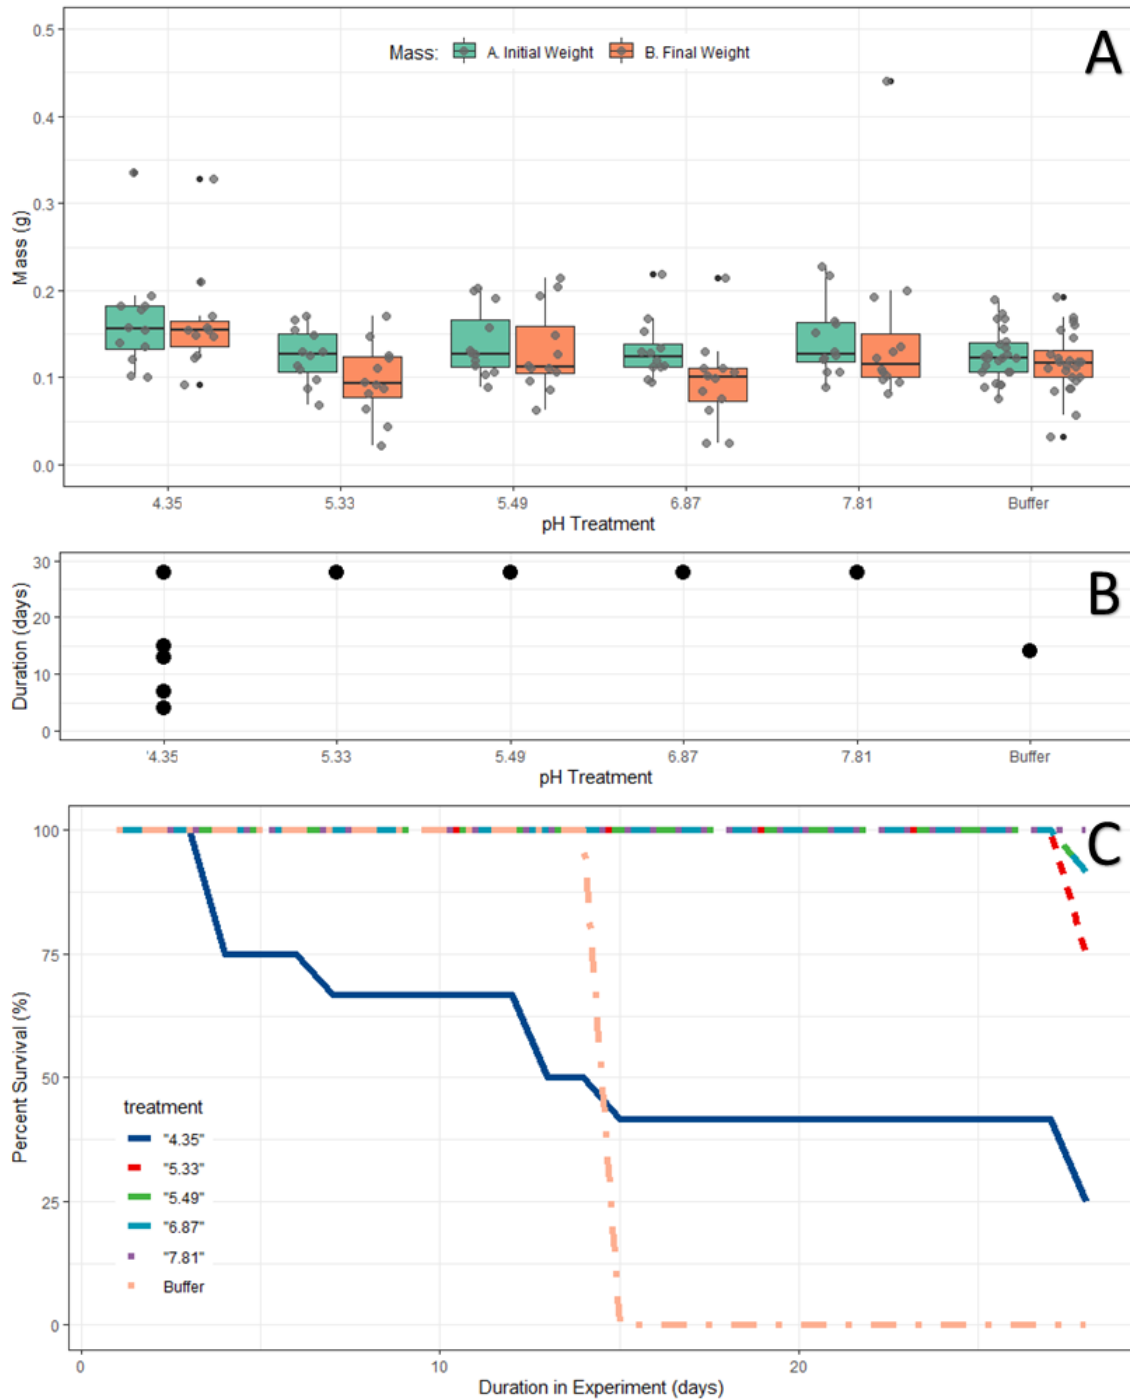 A
Mass: A. Initial Weight B. Final Weight
0.5
0.4
0.3
0.2
0.1
0.0
Mass (g)
4.35 5.33 5.49 6.87 7.81 Buffer
pH Treatment
B
30
20
10
0
Duration (days)
'4.35 5.33 5.49 6.87 7.81 Buffer
pH Treatment
C
100
75
50
25
0
Percent Survival (%)
treatment
"4.35"
"5.33"
"5.49"
"6.87"
"7.81"
Buffer
0 10 20
Duration in Experiment (days)